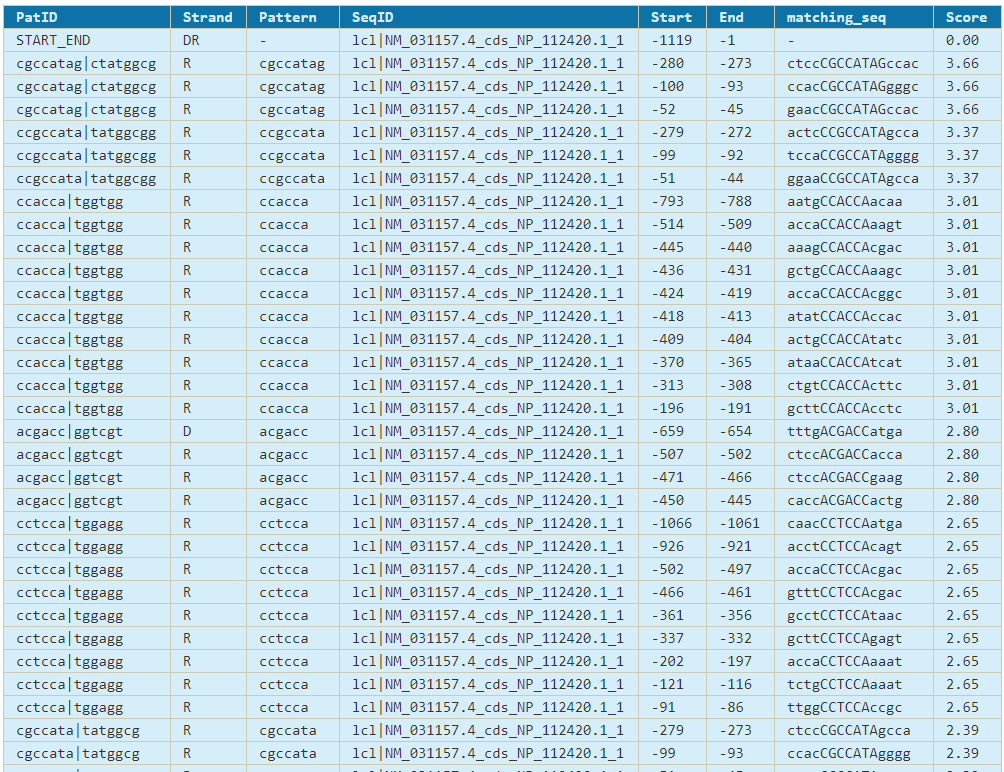 PatID Strand Pattern SeqID Start End matching_seq Score
START_END DR - lcl|NM_031157.4_cds_NP_112420.1_1 -1119 -1 - 0.00
cgccatag|ctatggcg R cgccatag lcl|NM_031157.4_cds_NP_112420.1_1 -280 -273 ctccCGCCATAGccac 3.66
cgccatag|ctatggcg R cgccatag lcl|NM_031157.4_cds_NP_112420.1_1 -100 -93 ccacCGCCATAGgggc 3.66
cgccatag|ctatggcg R cgccatag lcl|NM_031157.4_cds_NP_112420.1_1 -52 -45 gaacCGCCATAGccac 3.66
ccgccata|tatggcgg R ccgccata lcl|NM_031157.4_cds_NP_112420.1_1 -279 -272 actcCCGCCATAgcca 3.37
ccgccata|tatggcgg R ccgccata lcl|NM_031157.4_cds_NP_112420.1_1 -99 -92 tccaCCGCCATAgggg 3.37
ccgccata|tatggcgg R ccgccata lcl|NM_031157.4_cds_NP_112420.1_1 -51 -44 ggaaCCGCCATAgcca 3.37
ccacca|tggtgg R ccacca lcl|NM_031157.4_cds_NP_112420.1_1 -793 -788 aatgCCACCAacaa 3.01
ccacca|tggtgg R ccacca lcl|NM_031157.4_cds_NP_112420.1_1 -514 -509 accaCCACCAaagt 3.01
ccacca|tggtgg R ccacca lcl|NM_031157.4_cds_NP_112420.1_1 -445 -440 aaagCCACCAcgac 3.01
ccacca|tggtgg R ccacca lcl|NM_031157.4_cds_NP_112420.1_1 -436 -431 gctgCCACCAaagc 3.01
ccacca|tggtgg R ccacca lcl|NM_031157.4_cds_NP_112420.1_1 -424 -419 accaCCACCAcggc 3.01
ccacca|tggtgg R ccacca lcl|NM_031157.4_cds_NP_112420.1_1 -418 -413 atatCCACCAccac 3.01
ccacca|tggtgg R ccacca lcl|NM_031157.4_cds_NP_112420.1_1 -409 -404 actgCCACCAtatc 3.01
ccacca|tggtgg R ccacca lcl|NM_031157.4_cds_NP_112420.1_1 -370 -365 ataaCCACCAtcat 3.01
ccacca|tggtgg R ccacca lcl|NM_031157.4_cds_NP_112420.1_1 -313 -308 ctgtCCACCActtc 3.01
ccacca|tggtgg R ccacca lcl|NM_031157.4_cds_NP_112420.1_1 -196 -191 gcttCCACCAcctc 3.01
acgacc|ggtcgt D acgacc lcl|NM_031157.4_cds_NP_112420.1_1 -659 -654 tttgACGACCatga 2.80
acgacc|ggtcgt R acgacc lcl|NM_031157.4_cds_NP_112420.1_1 -507 -502 ctccACGACCacca 2.80
acgacc|ggtcgt R acgacc lcl|NM_031157.4_cds_NP_112420.1_1 -471 -466 ctccACGACCgaag 2.80
acgacc|ggtcgt R acgacc lcl|NM_031157.4_cds_NP_112420.1_1 -450 -445 caccACGACCactg 2.80
cctcca|tggagg R cctcca lcl|NM_031157.4_cds_NP_112420.1_1 -1066 -1061 caacCCTCCAatga 2.65
cctcca|tggagg R cctcca lcl|NM_031157.4_cds_NP_112420.1_1 -926 -921 acctCCTCCAcagt 2.65
cctcca|tggagg R cctcca lcl|NM_031157.4_cds_NP_112420.1_1 -502 -497 accaCCTCCAcgac 2.65
cctcca|tggagg R cctcca lcl|NM_031157.4_cds_NP_112420.1_1 -466 -461 gtttCCTCCAcgac 2.65
cctcca|tggagg R cctcca lcl|NM_031157.4_cds_NP_112420.1_1 -361 -356 gcctCCTCCAtaac 2.65
cctcca|tggagg R cctcca lcl|NM_031157.4_cds_NP_112420.1_1 -337 -332 gcttCCTCCAgagt 2.65
cctcca|tggagg R cctcca lcl|NM_031157.4_cds_NP_112420.1_1 -202 -197 accaCCTCCAaaat 2.65
cctcca|tggagg R cctcca lcl|NM_031157.4_cds_NP_112420.1_1 -121 -116 tctgCCTCCAaaat 2.65
cctcca|tggagg R cctcca lcl|NM_031157.4_cds_NP_112420.1_1 -91 -86 ttggCCTCCAccgc 2.65
cgccata|tatggcg R cgccata lcl|NM_031157.4_cds_NP_112420.1_1 -279 -273 ctccCGCCATAgcca 2.39
cgccata|tatggcg R cgccata lcl|NM_031157.4_cds_NP_112420.1_1 -99 -93 ccacCGCCATAgggg 2.39